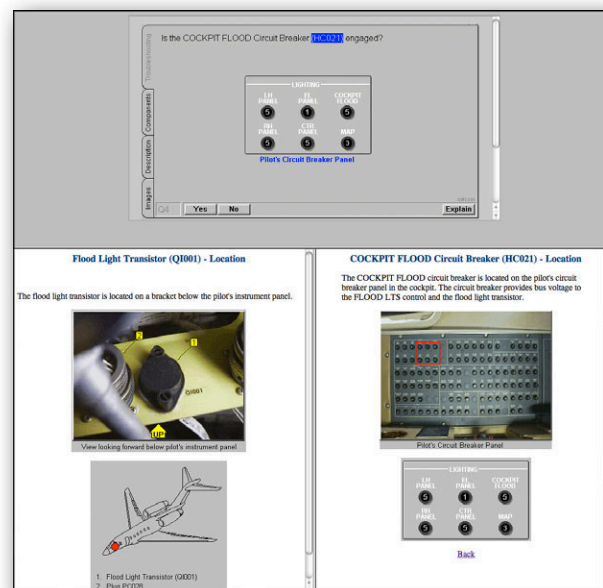 Is the COCKPIT FLOOD Circuit Breaker (HC021) engaged?
Troubleshooting
Components
Description
Images
LIGHTING
LH PANEL
EL PANEL
COCKPIT FLOOD
5
1
5
RH PANEL
CTR PANEL
MAP
5
5
3
Pilot's Circuit Breaker Panel
Q4
Yes
No
Explain
Flood Light Transistor (QI001) - Location
The flood light transistor is located on a bracket below the pilot's instrument panel.
2
1
QI001
UP
View looking forward below pilot's instrument panel
1. Flood Light Transistor (QI001)
2. Plug PC026
COCKPIT FLOOD Circuit Breaker (HC021) - Location
The COCKPIT FLOOD circuit breaker is located on the pilot's circuit
breaker panel in the cockpit. The circuit breaker provides bus voltage to
the FLOOD LTS control and the flood light transistor.
Pilot's Circuit Breaker Panel
LIGHTING
LH PANEL
EL PANEL
COCKPIT FLOOD
5
1
5
RH PANEL
CTR PANEL
MAP
5
5
3
Back